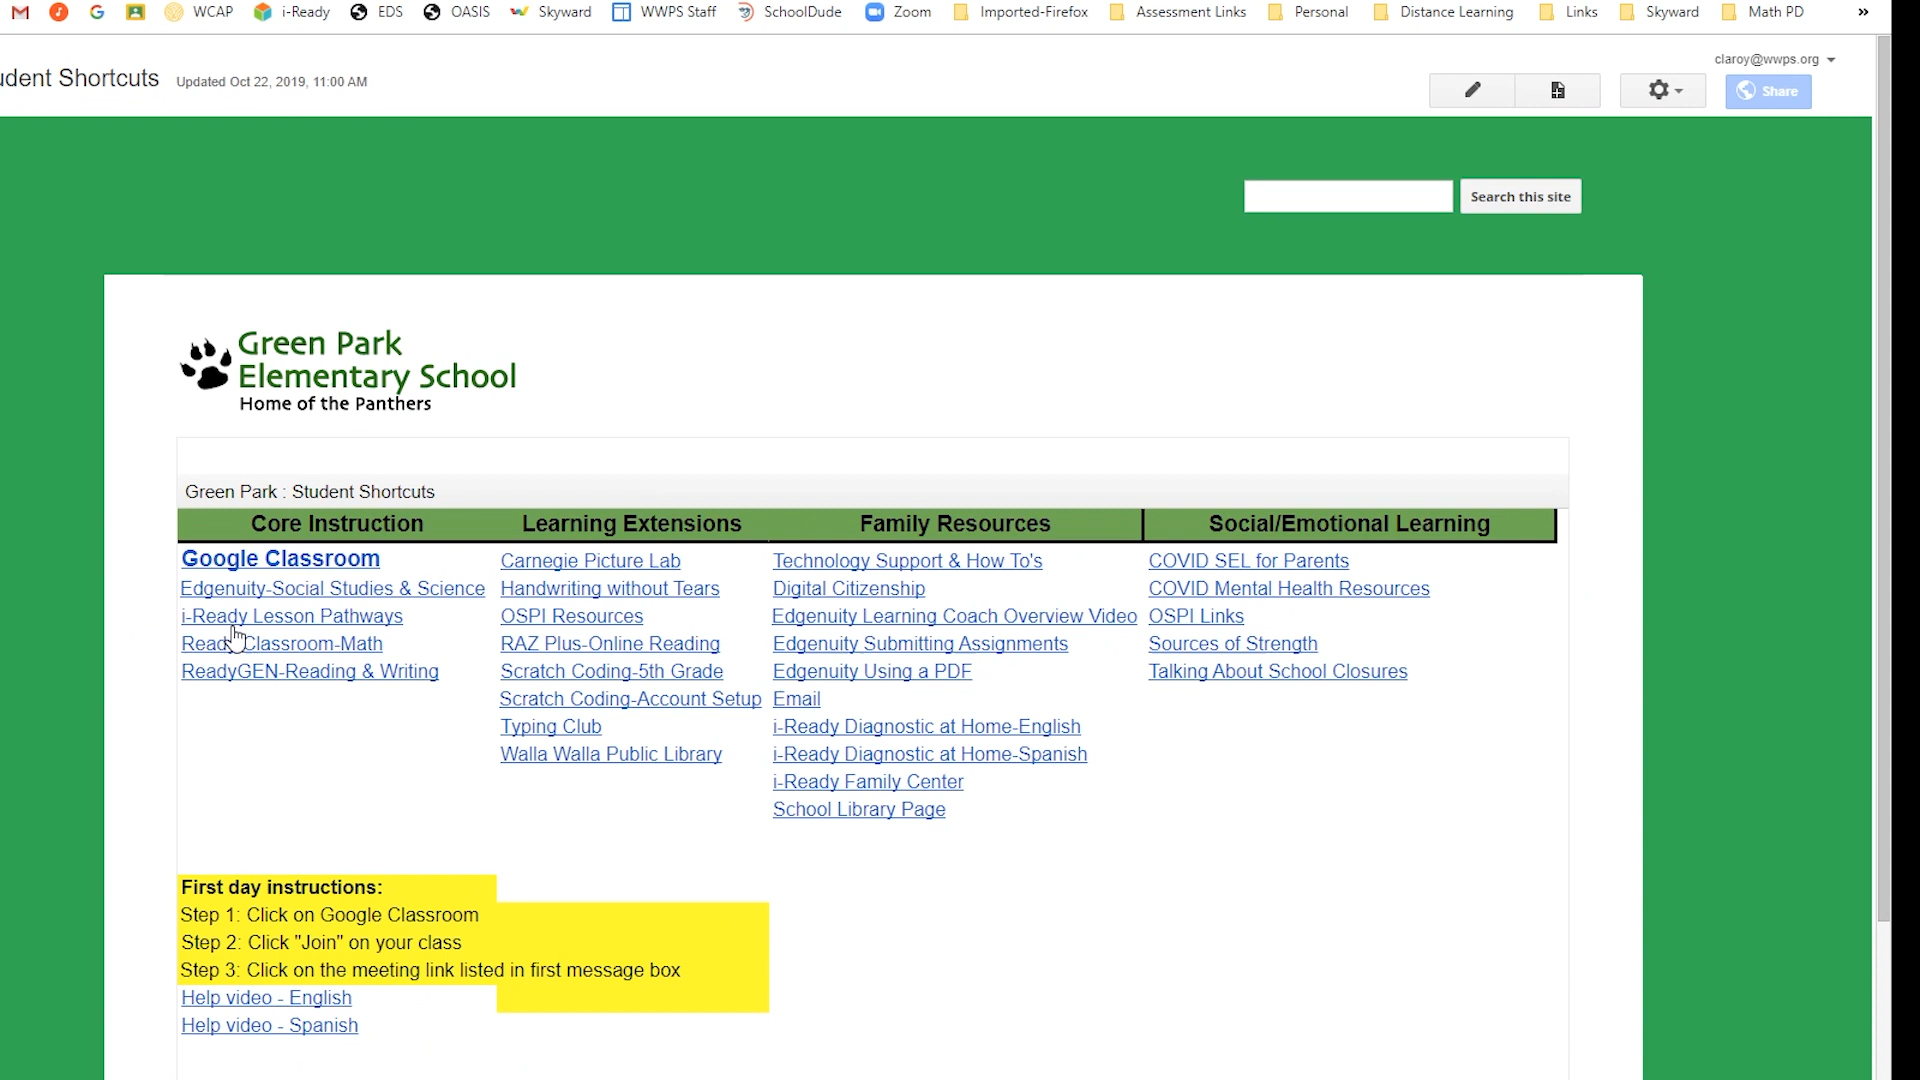 WCAP i-Ready EDS OASIS Skyward WWPS Staff SchoolDude Zoom Imported-Firefox Assessment Links Personal Distance Learning Links Skyward Math PD »
claroy@wwps.org
udent Shortcuts Updated Oct 22, 2019, 11:00 AM
Share
Search this site
Green Park
Elementary School
Home of the Panthers
Green Park : Student Shortcuts
Core Instruction Learning Extensions Family Resources Social/Emotional Learning
Google Classroom Carnegie Picture Lab Technology Support & How To's COVID SEL for Parents
Edgenuity-Social Studies & Science Handwriting without Tears Digital Citizenship COVID Mental Health Resources
i-Ready Lesson Pathways OSPI Resources Edgenuity Learning Coach Overview Video OSPI Links
Ready Classroom-Math RAZ Plus-Online Reading Edgenuity Submitting Assignments Sources of Strength
ReadyGEN-Reading & Writing Scratch Coding-5th Grade Edgenuity Using a PDF Talking About School Closures
Scratch Coding-Account Setup Email
Typing Club i-Ready Diagnostic at Home-English
Walla Walla Public Library i-Ready Diagnostic at Home-Spanish
i-Ready Family Center
School Library Page
First day instructions:
Step 1: Click on Google Classroom
Step 2: Click "Join" on your class
Step 3: Click on the meeting link listed in first message box
Help video - English
Help video - Spanish